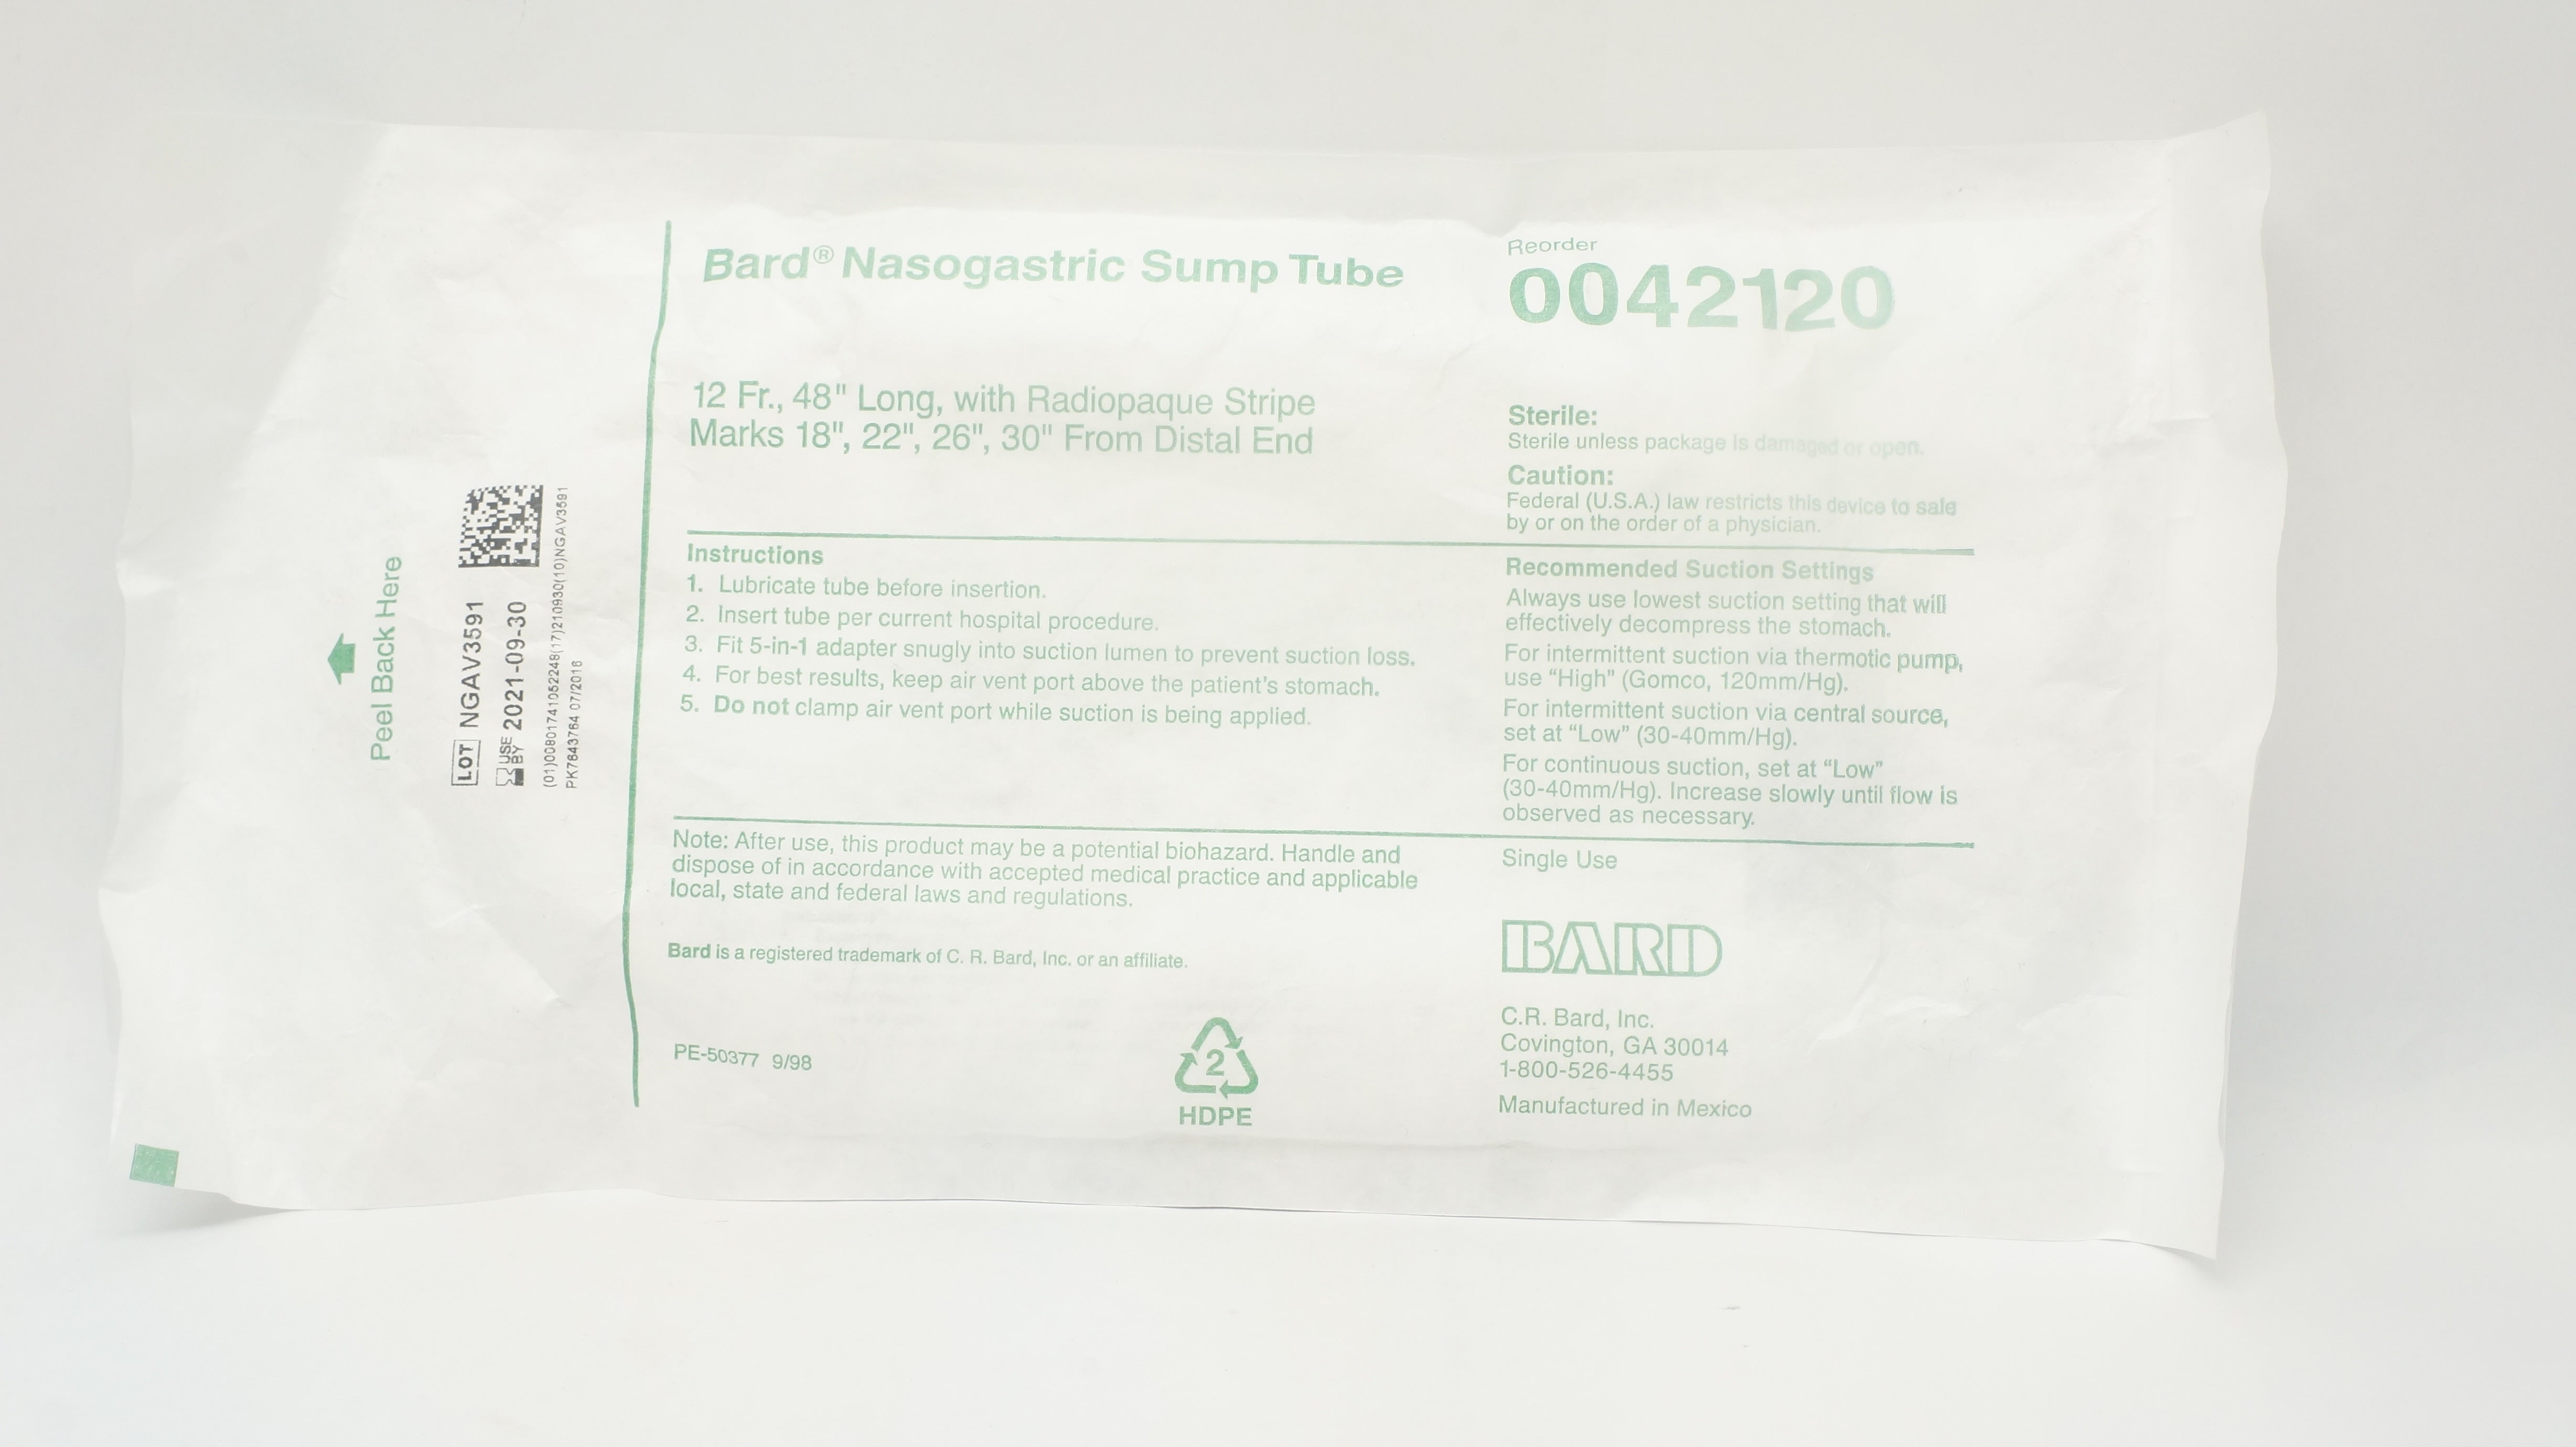 Peel Back Here
LOT NGAV3591
USE BY 2021-09-30
(01)00801741052248(17)210930(10)NGAV3591
PK7643764 07/2016
Bard® Nasogastric Sump Tube
12 Fr., 48" Long, with Radiopaque Stripe
Marks 18", 22", 26", 30" From Distal End
Reorder
0042120
Sterile:
Sterile unless package is damaged or open.
Caution:
Federal (U.S.A.) law restricts this device to sale
by or on the order of a physician.
Instructions
1. Lubricate tube before insertion.
2. Insert tube per current hospital procedure.
3. Fit 5-in-1 adapter snugly into suction lumen to prevent suction loss.
4. For best results, keep air vent port above the patient's stomach.
5. Do not clamp air vent port while suction is being applied.
Recommended Suction Settings
Always use lowest suction setting that will
effectively decompress the stomach.
For intermittent suction via thermotic pump,
use “High” (Gomco, 120mm/Hg).
For intermittent suction via central source,
set at “Low” (30-40mm/Hg).
For continuous suction, set at “Low”
(30-40mm/Hg). Increase slowly until flow is
observed as necessary.
Note: After use, this product may be a potential biohazard. Handle and
dispose of in accordance with accepted medical practice and applicable
local, state and federal laws and regulations.
Bard is a registered trademark of C. R. Bard, Inc. or an affiliate.
PE-50377 9/98
2
HDPE
Single Use
BARD
C.R. Bard, Inc.
Covington, GA 30014
1-800-526-4455
Manufactured in Mexico